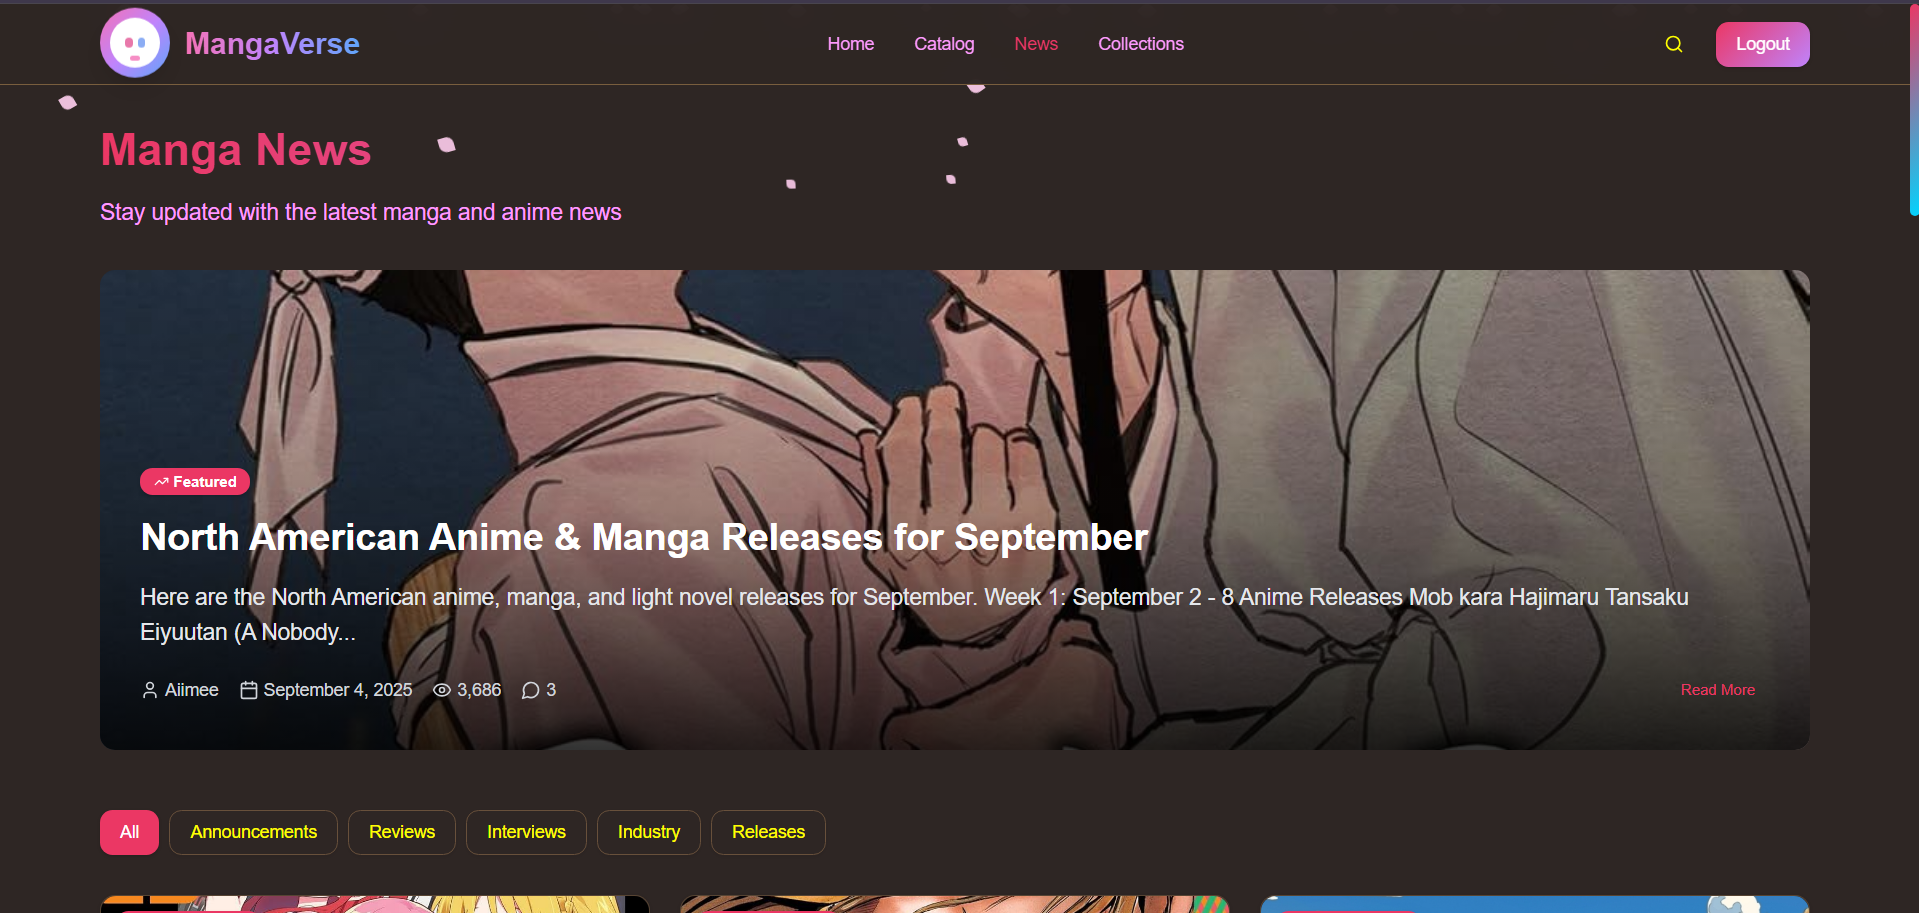 MangaVerse
Home
Catalog
News
Collections
Logout
Manga News
Stay updated with the latest manga and anime news
Featured
North American Anime & Manga Releases for September
Here are the North American anime, manga, and light novel releases for September. Week 1: September 2 - 8 Anime Releases Mob kara Hajimaru Tansaku
Eiyuutan (A Nobody...
Aiimee
September 4, 2025
3,686
3
Read More
All
Announcements
Reviews
Interviews
Industry
Releases